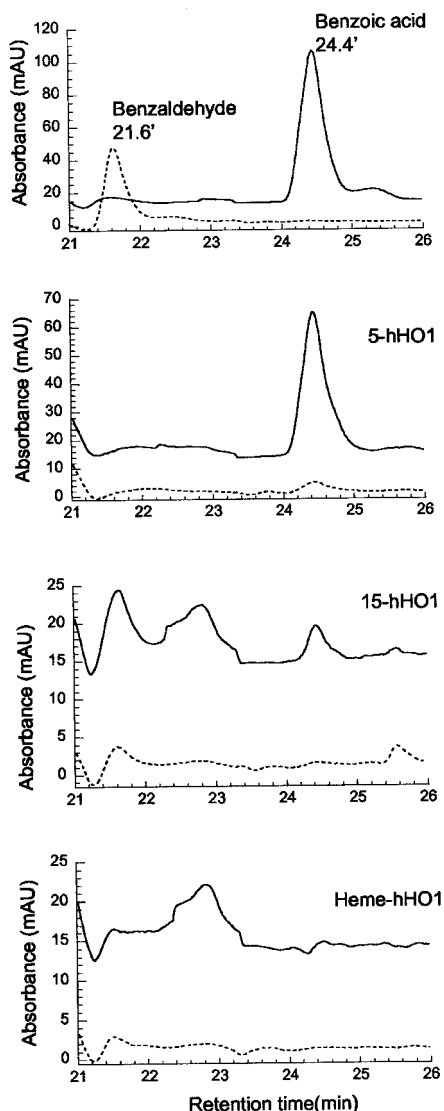 Absorbance (mAU)
120
100
80
60
40
20
0
Benzaldehyde
21.6'
Benzoic acid
24.4'
21 22 23 24 25 26
Absorbance (mAU)
70
60
50
40
30
20
10
0
5-hHO1
21 22 23 24 25 26
Absorbance (mAU)
25
20
15
10
5
0
15-hHO1
21 22 23 24 25 26
Absorbance (mAU)
25
20
15
10
5
0
Heme-hHO1
21 22 23 24 25 26
Retention time(min)